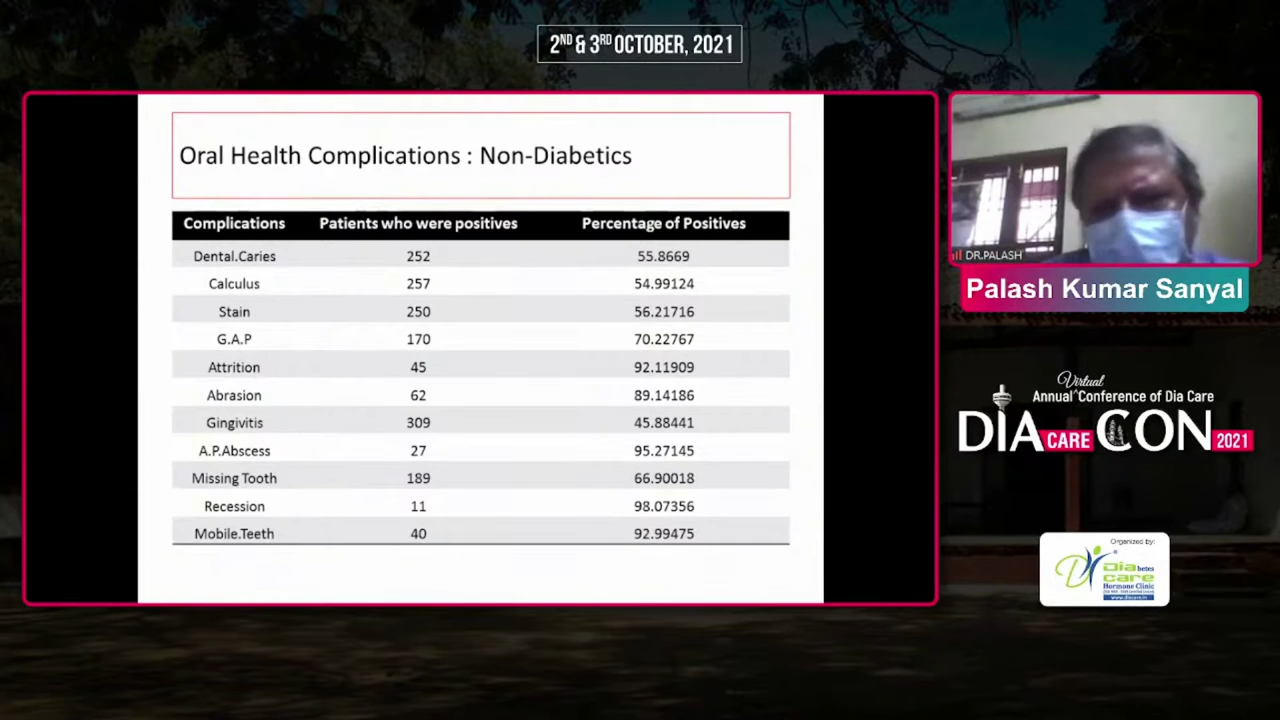 2ND & 3RD OCTOBER, 2021
Oral Health Complications : Non-Diabetics
Complications Patients who were positives Percentage of Positives
Dental.Caries 252 55.8669
Calculus 257 54.99124
Stain 250 56.21716
G.A.P 170 70.22767
Attrition 45 92.11909
Abrasion 62 89.14186
Gingivitis 309 45.88441
A.P.Abscess 27 95.27145
Missing Tooth 189 66.90018
Recession 11 98.07356
Mobile.Teeth 40 92.99475
DR.PALASH
Palash Kumar Sanyal
Virtual
Annual Conference of Dia Care
DIA CARE CON 2021
Organized by:
Diabetes
care
Hormone Clinic
www.diacare.in